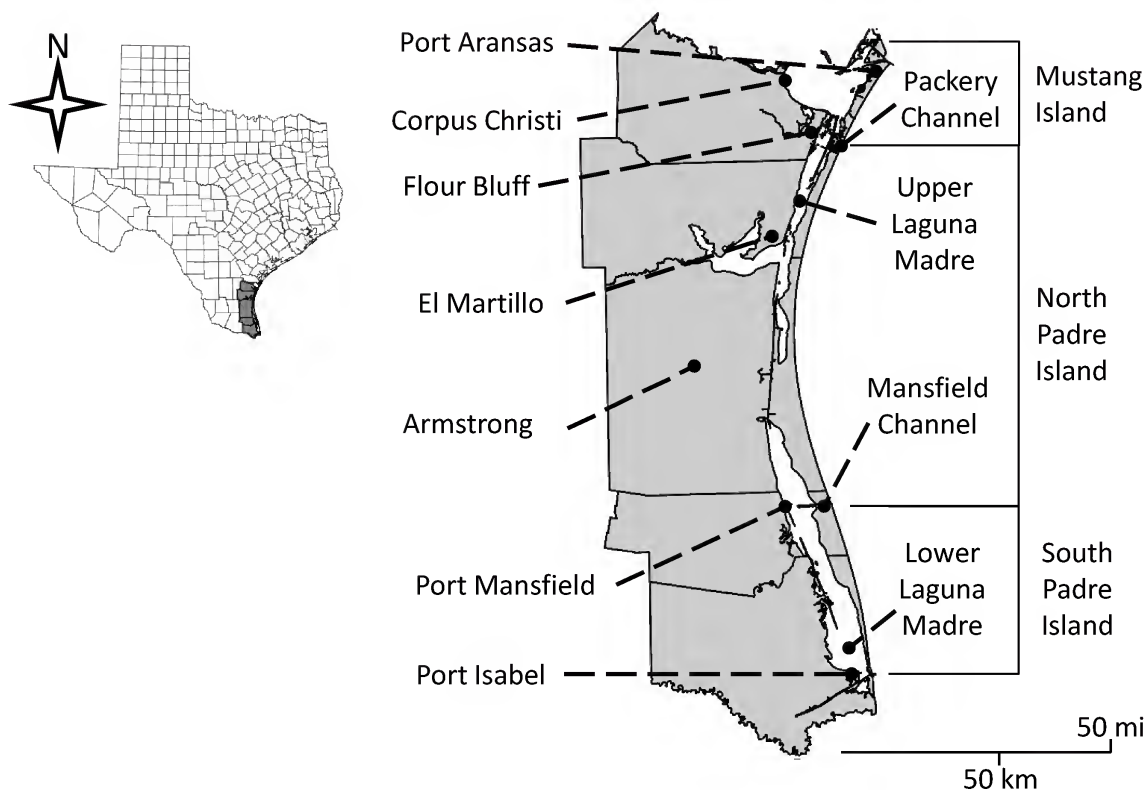 N
Port Aransas
Corpus Christi
Flour Bluff
El Martillo
Armstrong
Port Mansfield
Port Isabel
Packery
Channel
Upper
Laguna
Madre
Mansfield
Channel
Lower
Laguna
Madre
Mustang
Island
North
Padre
Island
South
Padre
Island
50 mi
50 km